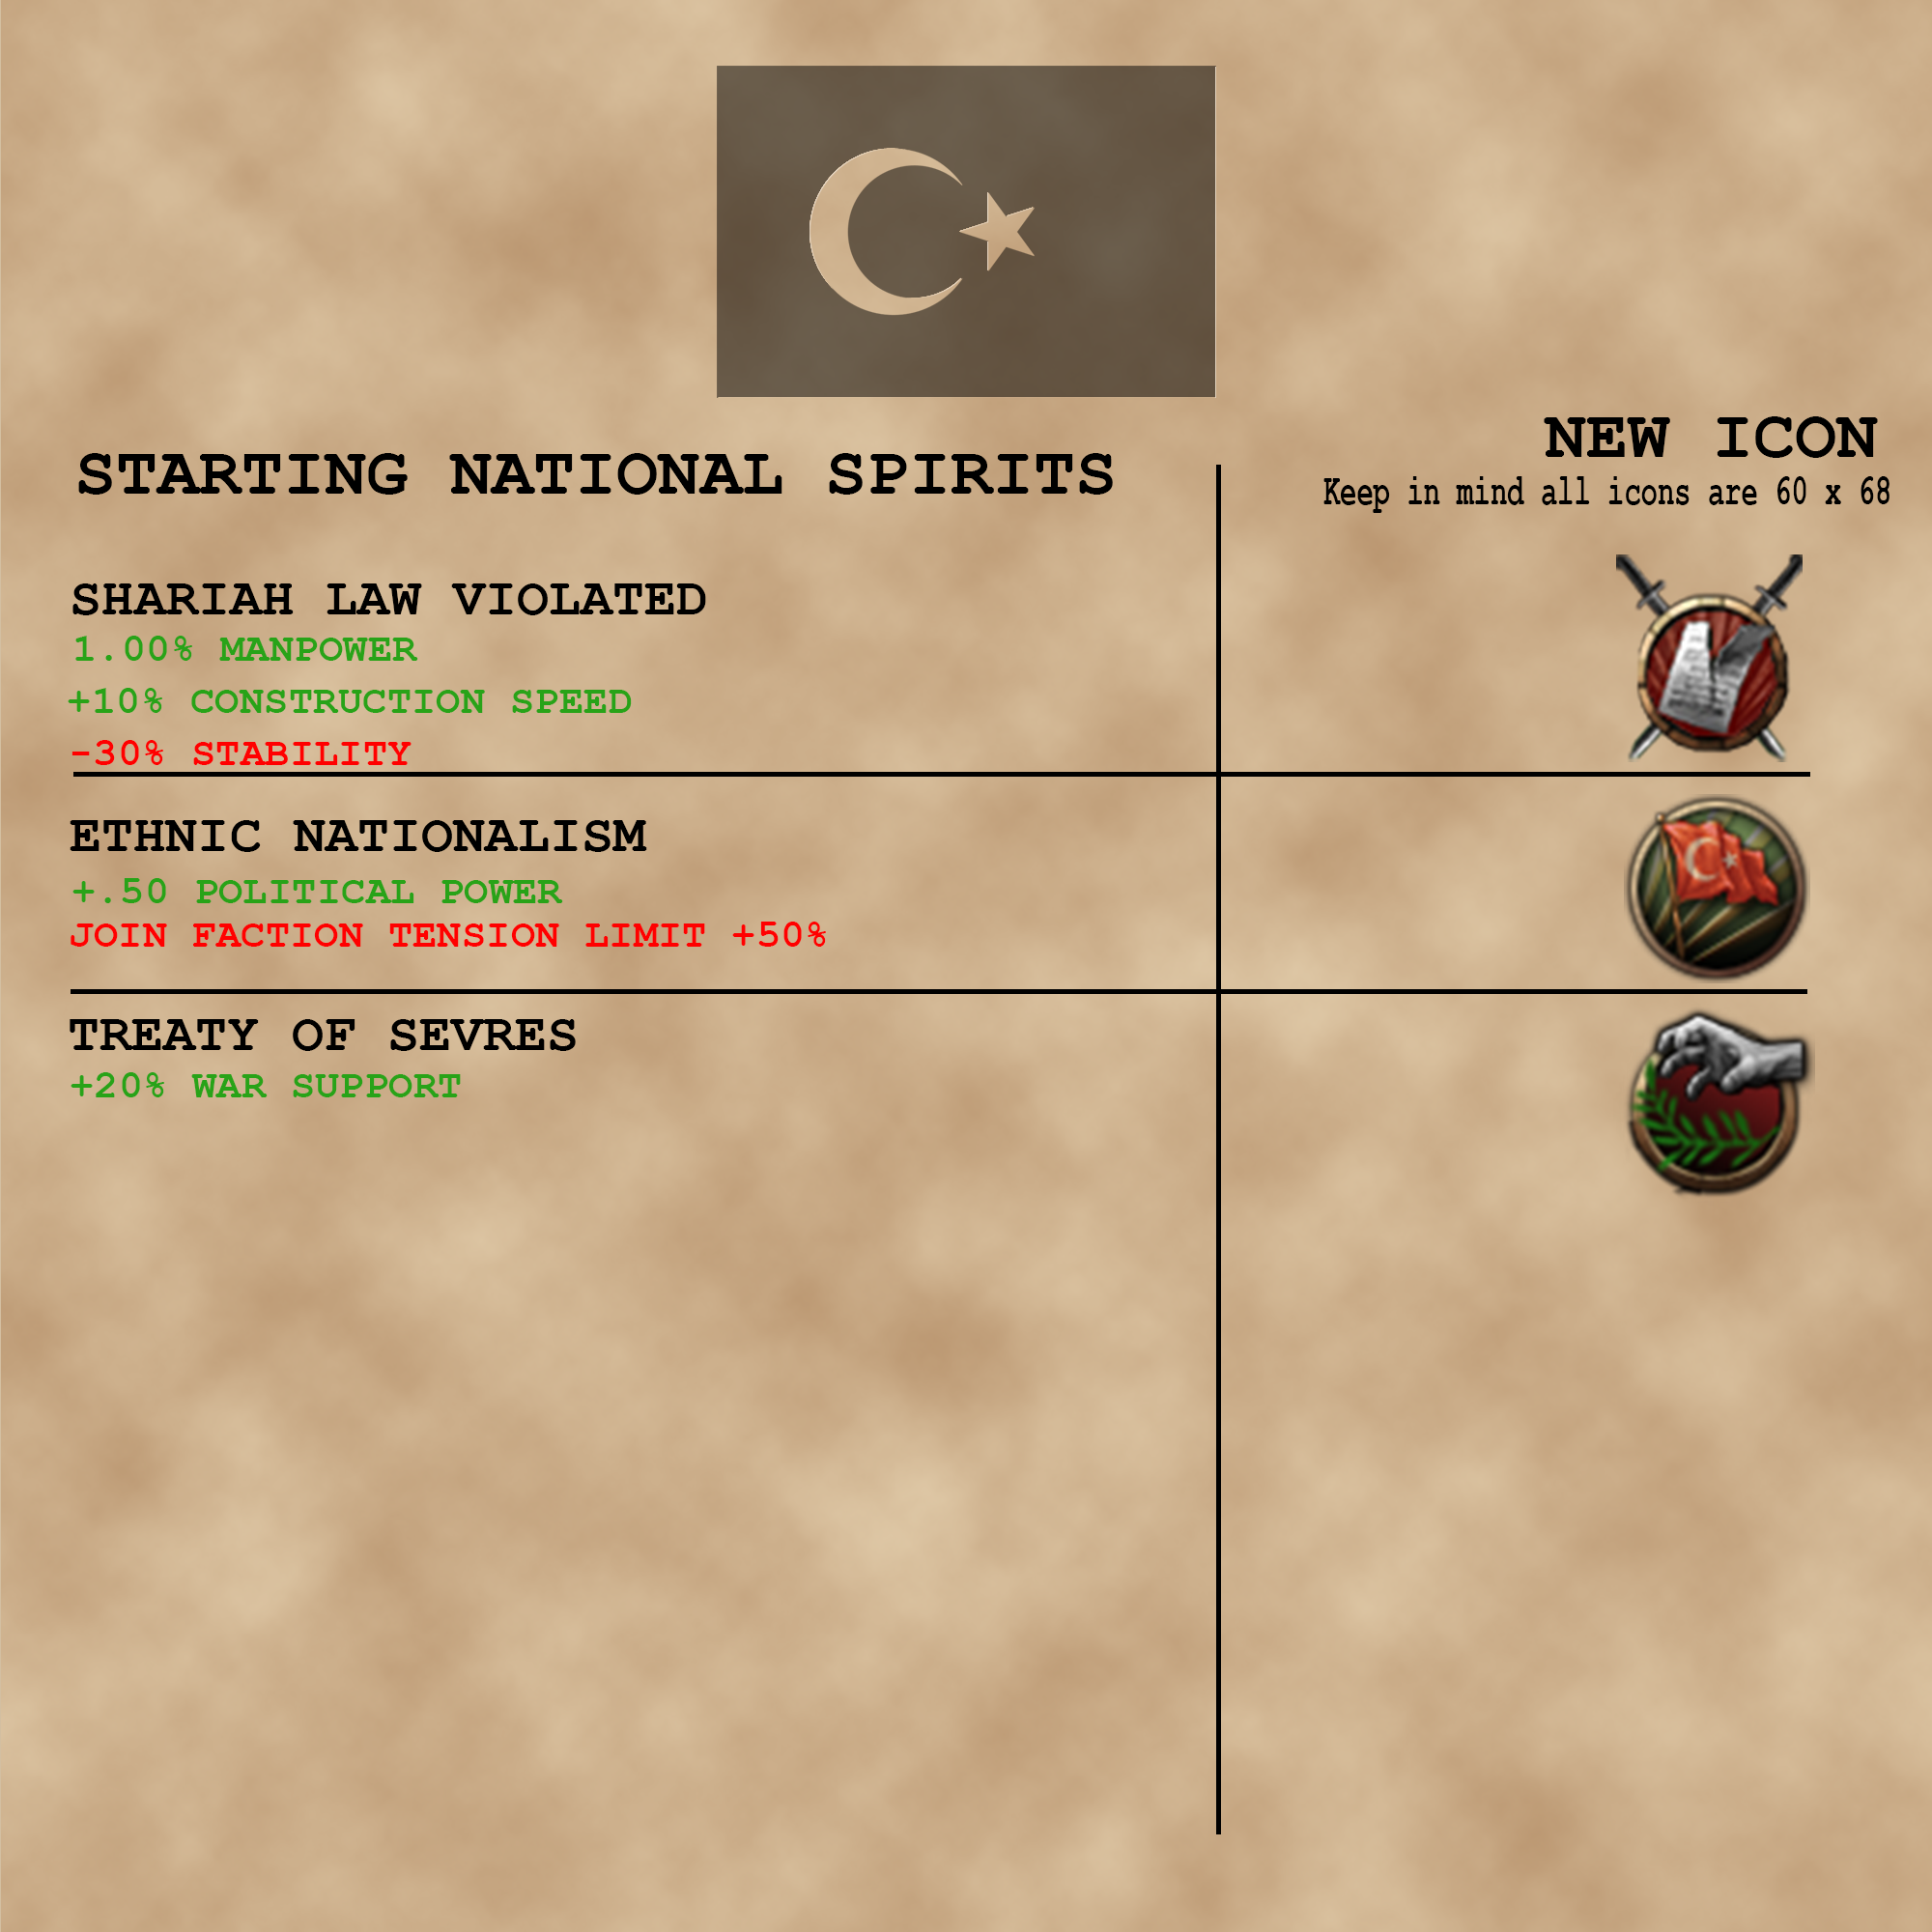 STARTING NATIONAL SPIRITS
NEW ICON
Keep in mind all icons are 60 x 68
SHARIAH LAW VIOLATED
1.00% MANPOWER
+10% CONSTRUCTION SPEED
-30% STABILITY
ETHNIC NATIONALISM
+.50 POLITICAL POWER
JOIN FACTION TENSION LIMIT +50%
TREATY OF SEVRES
+20% WAR SUPPORT